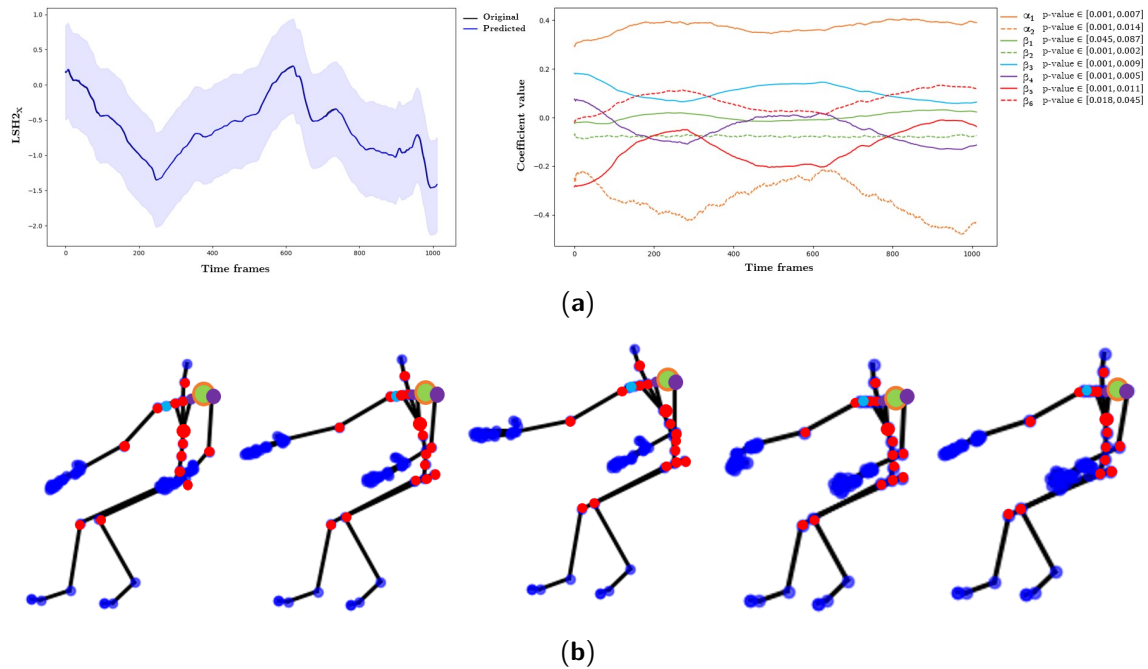 Original
Predicted
LSH2x
1.0
0.5
0.0
-0.5
-1.0
-1.5
-2.0
0
200
400
600
800
1000
Time frames
Coefficient value
0.4
0.2
0.0
-0.2
-0.4
0
200
400
600
800
1000
Time frames
α1 p-value ∈ [0.001, 0.007]
α2 p-value ∈ [0.001, 0.014]
β1 p-value ∈ [0.045, 0.087]
β2 p-value ∈ [0.001, 0.002]
β3 p-value ∈ [0.001, 0.009]
β4 p-value ∈ [0.001, 0.005]
β5 p-value ∈ [0.001, 0.011]
β6 p-value ∈ [0.018, 0.045]
(a)
(b)